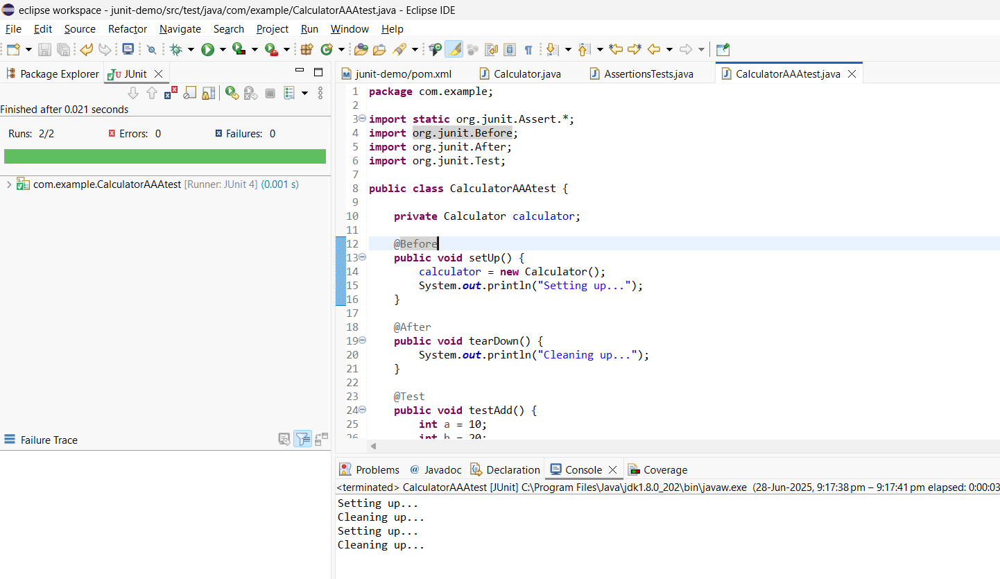 eclipse workspace - junit-demo/src/test/java/com/example/CalculatorAAAtest.java - Eclipse IDE
File Edit Source Refactor Navigate Search Project Run Window Help
Package Explorer JUnit
Finished after 0.021 seconds
Runs: 2/2 Errors: 0 Failures: 0
com.example.CalculatorAAAtest [Runner: JUnit 4] (0.001 s)
Failure Trace
junit-demo/pom.xml Calculator.java AssertionsTests.java CalculatorAAAtest.java
1 package com.example;
2
3 import static org.junit.Assert.*;
4 import org.junit.Before;
5 import org.junit.After;
6 import org.junit.Test;
7
8 public class CalculatorAAAtest {
9
10 private Calculator calculator;
11
12 @Before
13 public void setUp() {
14 calculator = new Calculator();
15 System.out.println("Setting up...");
16 }
17
18 @After
19 public void tearDown() {
20 System.out.println("Cleaning up...");
21 }
22
23 @Test
24 public void testAdd() {
25 int a = 10;
26 int b = 20;
Problems Javadoc Declaration Console Coverage
<terminated> CalculatorAAAtest [JUnit] C:\Program Files\Java\jdk1.8.0_202\bin\javaw.exe (28-Jun-2025, 9:17:38 pm – 9:17:41 pm elapsed: 0:00:03
Setting up...
Cleaning up...
Setting up...
Cleaning up...